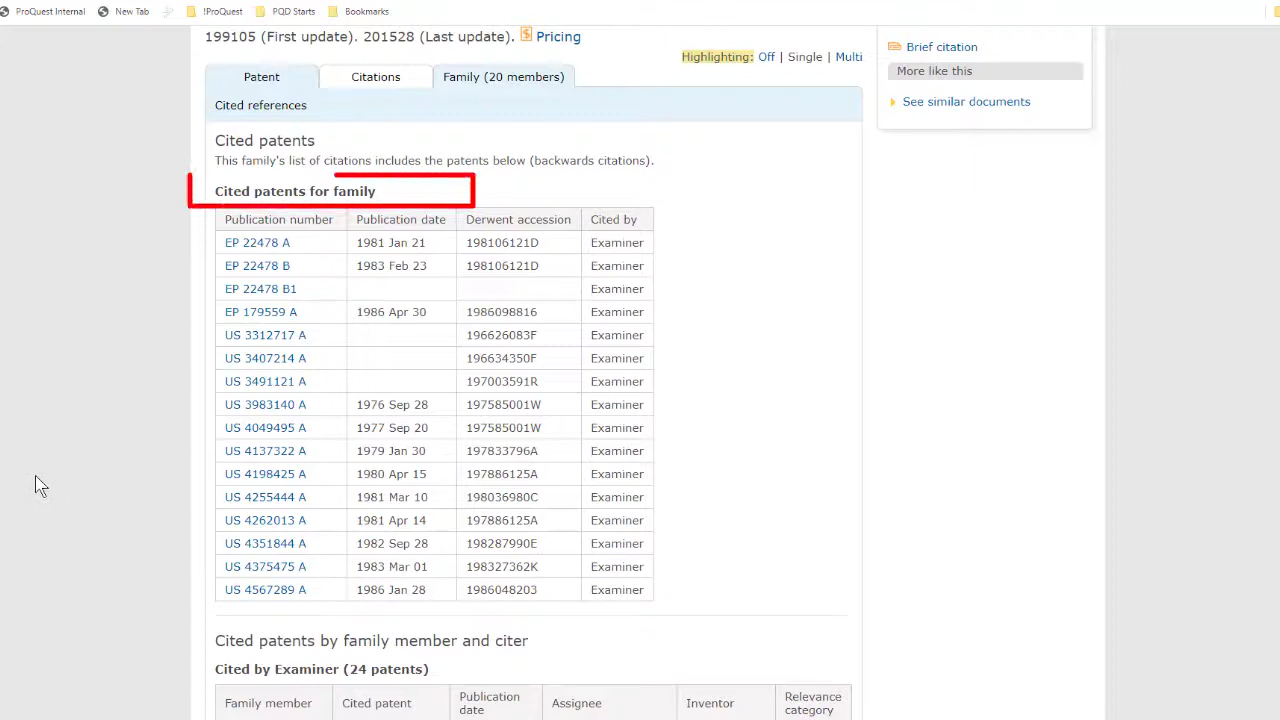 ProQuest Internal New Tab !ProQuest PQD Starts Bookmarks
199105 (First update). 201528 (Last update). $ Pricing
Highlighting: Off | Single | Multi
Brief citation
More like this
See similar documents
Patent Citations Family (20 members)
Cited references
Cited patents
This family's list of citations includes the patents below (backwards citations).
Cited patents for family
Publication number Publication date Derwent accession Cited by
EP 22478 A 1981 Jan 21 198106121D Examiner
EP 22478 B 1983 Feb 23 198106121D Examiner
EP 22478 B1 Examiner
EP 179559 A 1986 Apr 30 1986098816 Examiner
US 3312717 A 196626083F Examiner
US 3407214 A 196634350F Examiner
US 3491121 A 197003591R Examiner
US 3983140 A 1976 Sep 28 197585001W Examiner
US 4049495 A 1977 Sep 20 197585001W Examiner
US 4137322 A 1979 Jan 30 197833796A Examiner
US 4198425 A 1980 Apr 15 197886125A Examiner
US 4255444 A 1981 Mar 10 198036980C Examiner
US 4262013 A 1981 Apr 14 197886125A Examiner
US 4351844 A 1982 Sep 28 198287990E Examiner
US 4375475 A 1983 Mar 01 198327362K Examiner
US 4567289 A 1986 Jan 28 1986048203 Examiner
Cited patents by family member and citer
Cited by Examiner (24 patents)
Family member Cited patent Publication date Assignee Inventor Relevance category